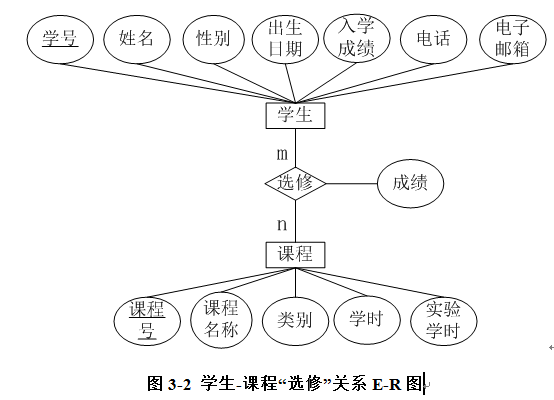 学号 姓名 性别 出生日期 入学成绩 电话 电子邮箱
学生
m
选修 成绩
n
课程
课程号 课程名称 类别 学时 实验学时
图 3-2 学生-课程“选修”关系 E-R 图